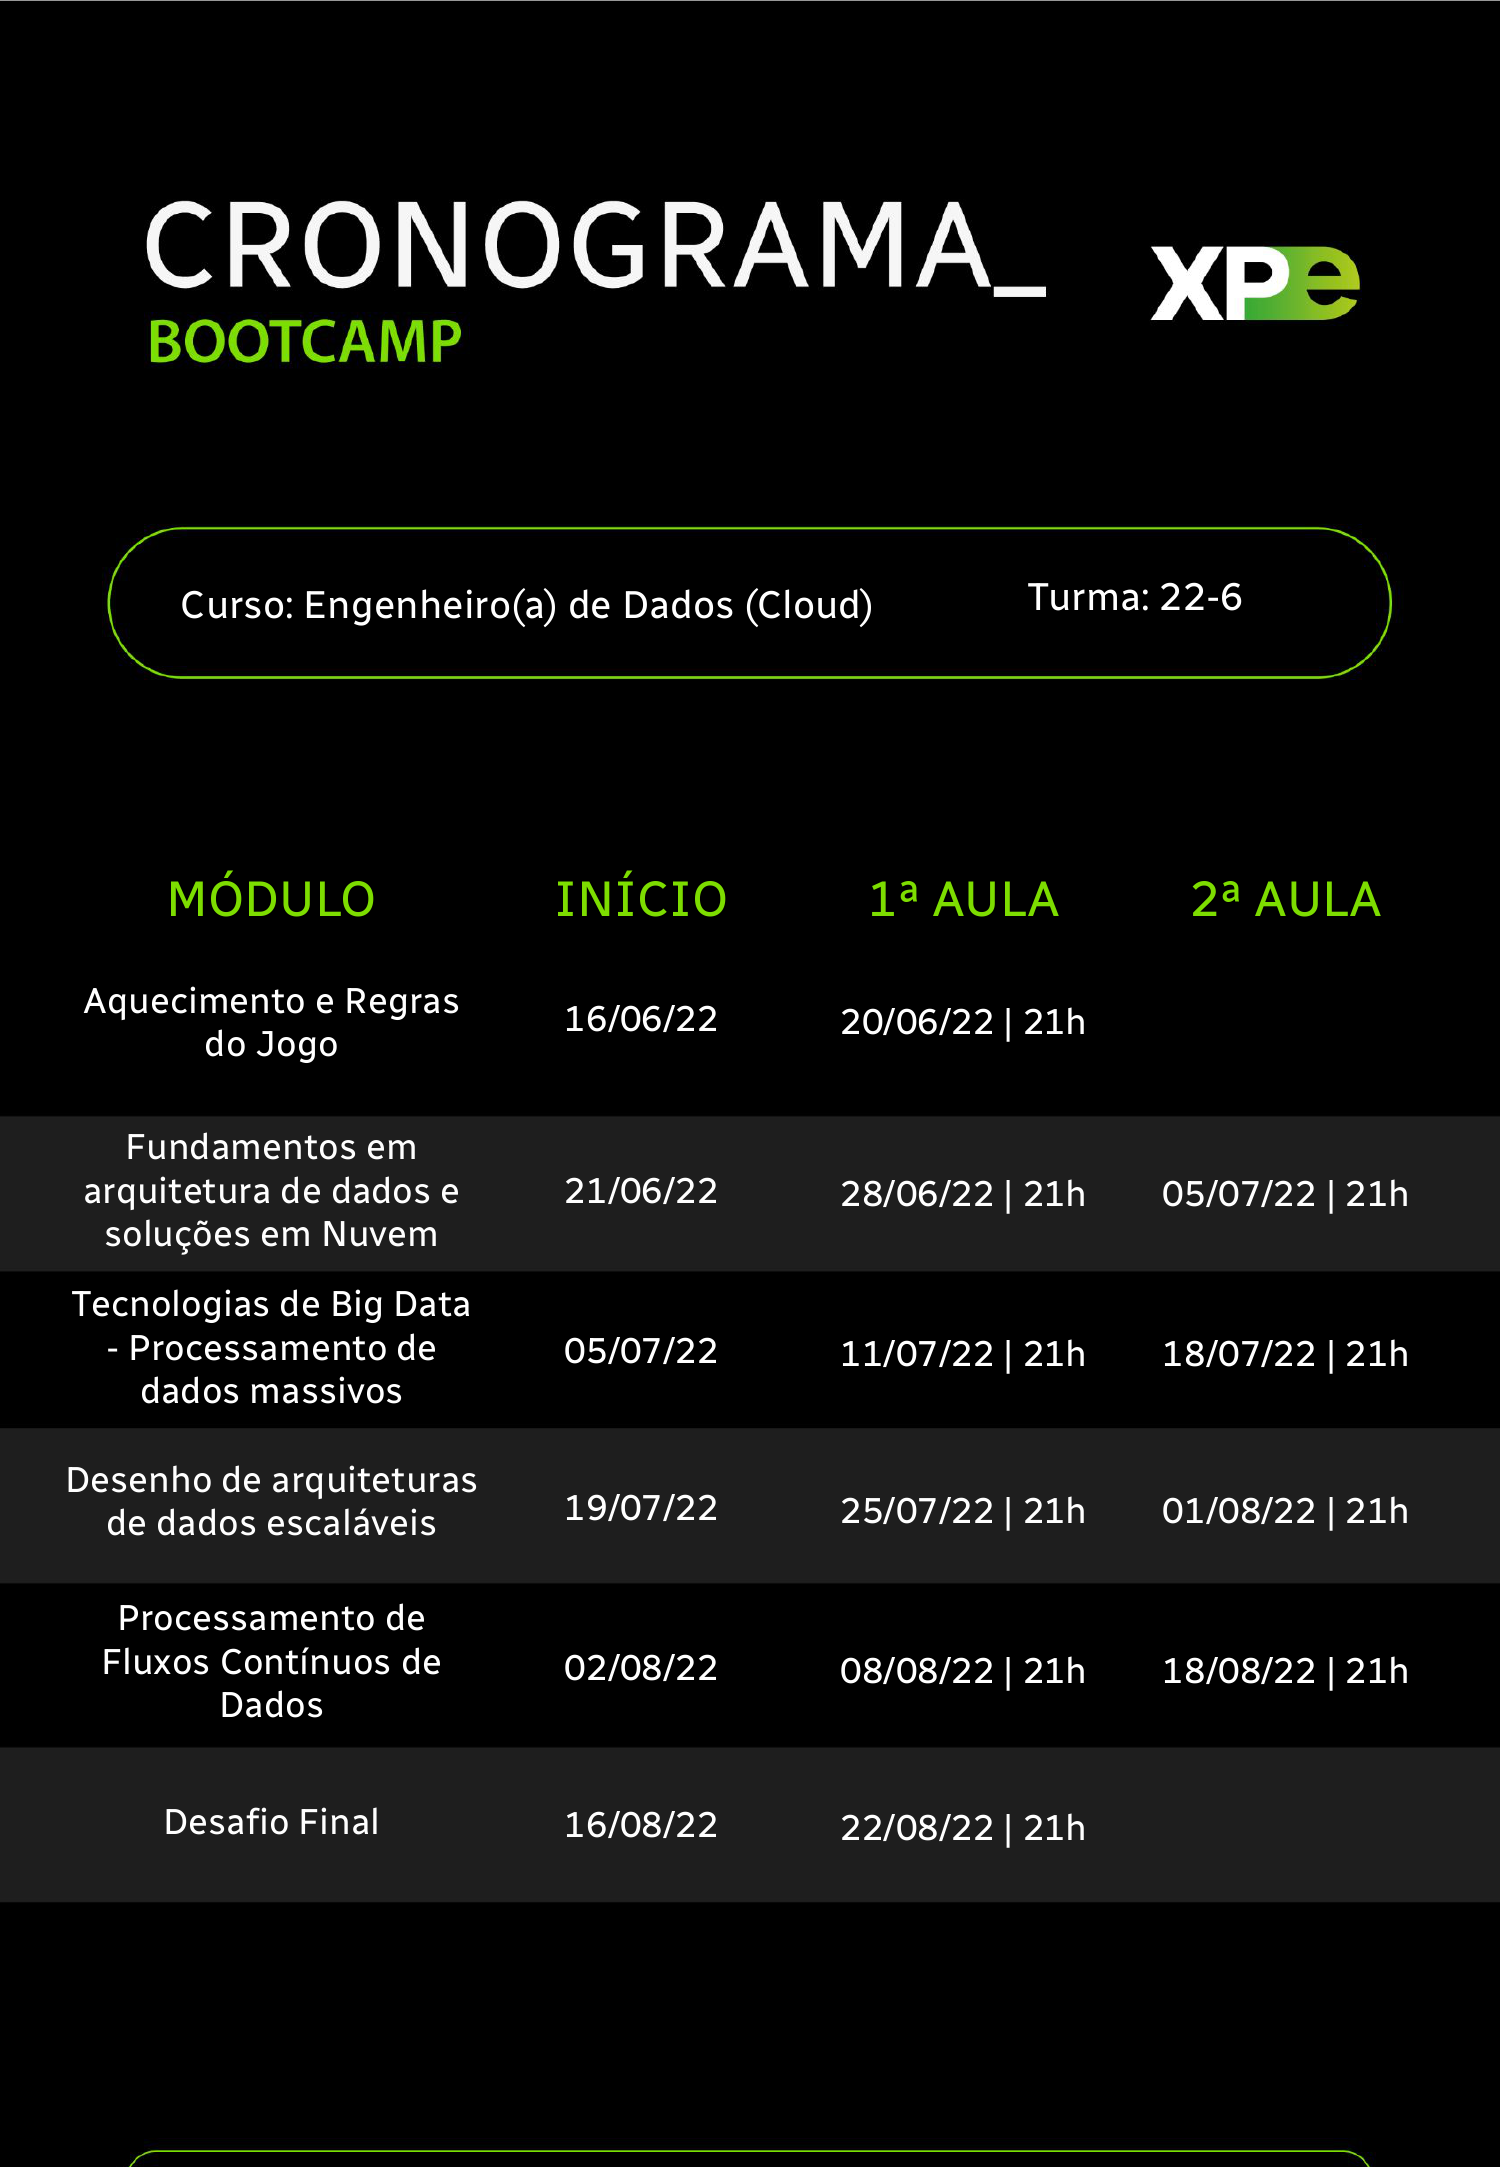 CRONOGRAMA_
XPe
BOOTCAMP
Curso: Engenheiro(a) de Dados (Cloud) Turma: 22-6
MÓDULO INÍCIO 1ª AULA 2ª AULA
Aquecimento e Regras
do Jogo
16/06/22 20/06/22 | 21h
Fundamentos em
arquitetura de dados e
soluções em Nuvem
21/06/22 28/06/22 | 21h 05/07/22 | 21h
Tecnologias de Big Data
- Processamento de
dados massivos
05/07/22 11/07/22 | 21h 18/07/22 | 21h
Desenho de arquiteturas
de dados escaláveis
19/07/22 25/07/22 | 21h 01/08/22 | 21h
Processamento de
Fluxos Contínuos de
Dados
02/08/22 08/08/22 | 21h 18/08/22 | 21h
Desafio Final 16/08/22 22/08/22 | 21h